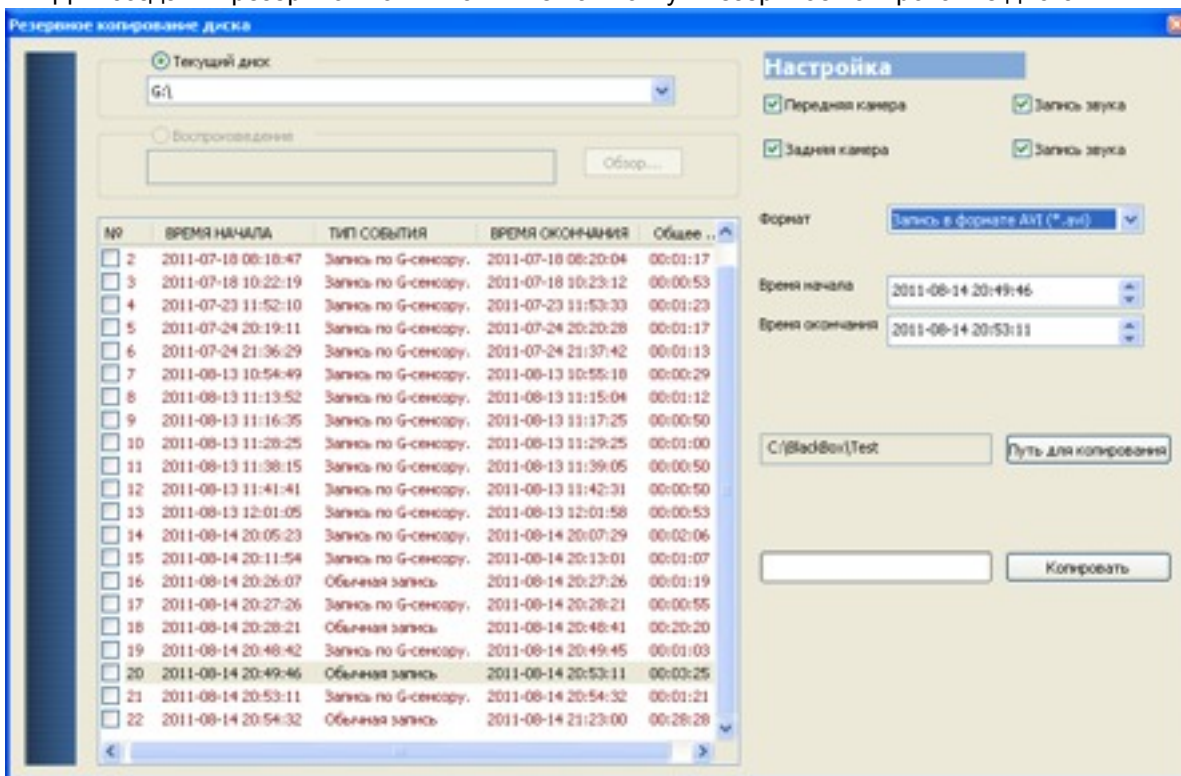 Резервное копирование диска
Текущий диск
G:\
Воспроизведение
Обзор....
№ ВРЕМЯ НАЧАЛА ТИП СОБЫТИЯ ВРЕМЯ ОКОНЧАНИЯ Общее ..
2 2011-07-18 08:18:47 Запись по G-сенсору. 2011-07-18 08:20:04 00:01:17
3 2011-07-18 10:22:19 Запись по G-сенсору. 2011-07-18 10:23:12 00:00:53
4 2011-07-23 11:52:10 Запись по G-сенсору. 2011-07-23 11:53:33 00:01:23
5 2011-07-24 20:19:11 Запись по G-сенсору. 2011-07-24 20:20:28 00:01:17
6 2011-07-24 21:36:29 Запись по G-сенсору. 2011-07-24 21:37:42 00:01:13
7 2011-08-13 10:54:49 Запись по G-сенсору. 2011-08-13 10:55:18 00:00:29
8 2011-08-13 11:13:52 Запись по G-сенсору. 2011-08-13 11:15:04 00:01:12
9 2011-08-13 11:16:35 Запись по G-сенсору. 2011-08-13 11:17:25 00:00:50
10 2011-08-13 11:28:25 Запись по G-сенсору. 2011-08-13 11:29:25 00:01:00
11 2011-08-13 11:38:15 Запись по G-сенсору. 2011-08-13 11:39:05 00:00:50
12 2011-08-13 11:41:41 Запись по G-сенсору. 2011-08-13 11:42:31 00:00:50
13 2011-08-13 12:01:05 Запись по G-сенсору. 2011-08-13 12:01:58 00:00:53
14 2011-08-14 20:05:23 Запись по G-сенсору. 2011-08-14 20:07:29 00:02:06
15 2011-08-14 20:11:54 Запись по G-сенсору. 2011-08-14 20:13:01 00:01:07
16 2011-08-14 20:26:07 Обычная запись 2011-08-14 20:27:26 00:01:19
17 2011-08-14 20:27:26 Запись по G-сенсору. 2011-08-14 20:28:21 00:00:55
18 2011-08-14 20:28:21 Обычная запись 2011-08-14 20:48:41 00:20:20
19 2011-08-14 20:48:42 Запись по G-сенсору. 2011-08-14 20:49:45 00:01:03
20 2011-08-14 20:49:46 Обычная запись 2011-08-14 20:53:11 00:03:25
21 2011-08-14 20:53:11 Запись по G-сенсору. 2011-08-14 20:54:32 00:01:21
22 2011-08-14 20:54:32 Обычная запись 2011-08-14 21:23:00 00:28:28
Настройка
Передняя камера Запись звука
Задняя камера Запись звука
Формат Запись в формате AVI (*.avi)
Время начала 2011-08-14 20:49:46
Время окончания 2011-08-14 20:53:11
C:\BlackBox\Test Путь для копирования
Копировать